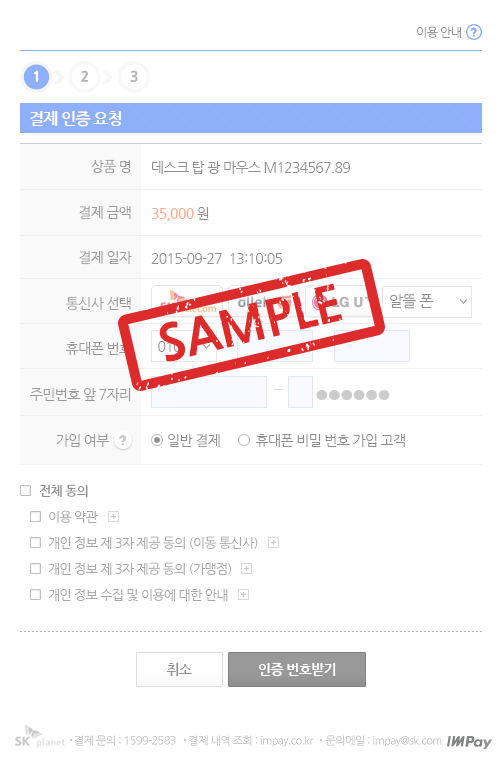 이용 안내 ?
1 2 3
결제 인증 요청
상품 명 데스크 탑 광 마우스 M1234567.89
결제 금액 35,000 원
결제 일자 2015-09-27 13:10:05
통신사 선택 알뜰 폰
SAMPLE
휴대폰 번호 010
주민번호 앞 7자리
가입 여부 ? 일반 결제 휴대폰 비밀 번호 가입 고객
전체 동의
이용 약관
개인 정보 제 3자 제공 동의 (이동 통신사)
개인 정보 제 3자 제공 동의 (가맹점)
개인 정보 수집 및 이용에 대한 안내
취소 인증 번호받기
SK planet · 결제 문의 : 1599-2583 · 결제 내역 조회 : impay.co.kr · 문의메일 : impay@sk.com IMPay